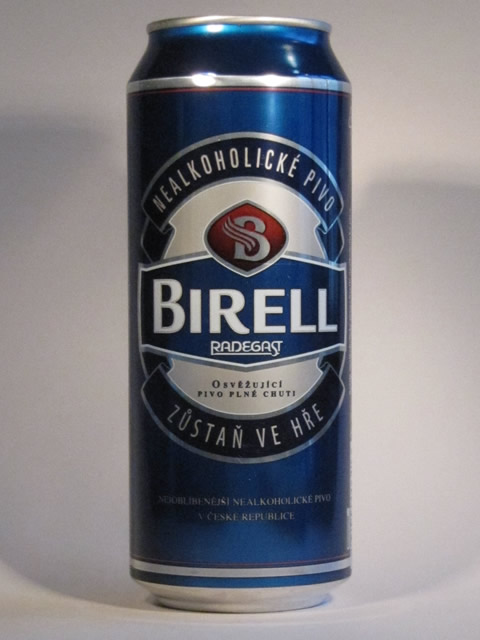 NEALKOHOLICKÉ PIVO
B
BIRELL
RADEGAST
Osvěžující
PIVO PLNÉ CHUTI
ZŮSTAŇ VE HŘE
NEJOBLÍBENĚJŠÍ NEALKOHOLICKÉ PIVO
V ČESKÉ REPUBLICE